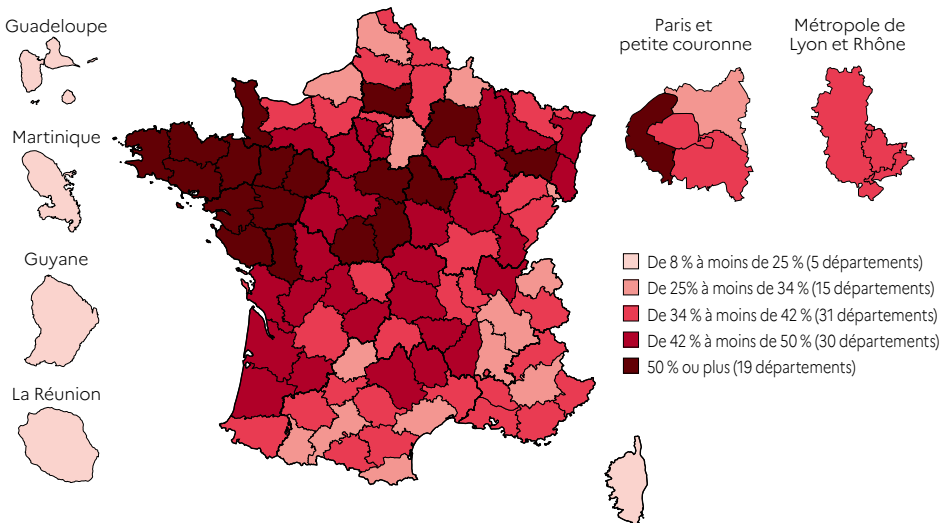 Guadeloupe
Martinique
Guyane
La Réunion
Paris et
petite couronne
Métropole de
Lyon et Rhône
De 8 % à moins de 25 % (5 départements)
De 25% à moins de 34 % (15 départements)
De 34 % à moins de 42 % (31 départements)
De 42 % à moins de 50 % (30 départements)
50 % ou plus (19 départements)